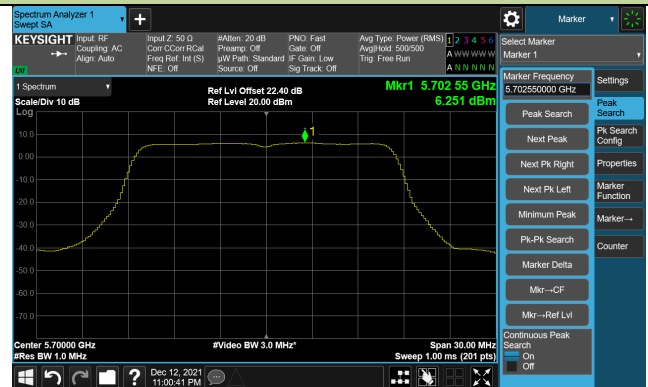 Spectrum Analyzer 1
Swept SA
Marker
KEYSIGHT
Input: RF
Coupling: AC
Align: Auto
Input Z: 50 Ω
Corr CCorr RCal
Freq Ref: Int (S)
NFE: Off
#Atten: 20 dB
Preamp: Off
µW Path: Standard
Source: Off
PNO: Fast
Gate: Off
IF Gain: Low
Sig Track: Off
Avg Type: Power (RMS)
Avg|Hold: 500/500
Trig: Free Run
1 2 3 4 5 6
A W W W W W
A N N N N N
LXI
1 Spectrum
Scale/Div 10 dB
Log
Ref Lvl Offset 22.40 dB
Ref Level 20.00 dBm
Mkr1 5.702 55 GHz
6.251 dBm
1
10.0
0.00
-10.0
-20.0
-30.0
-40.0
-50.0
-60.0
-70.0
Center 5.70000 GHz
#Res BW 1.0 MHz
#Video BW 3.0 MHz*
Span 30.00 MHz
Sweep 1.00 ms (201 pts)
Dec 12, 2021
11:00:41 PM
Select Marker
Marker 1
Marker Frequency
5.702550000 GHz
Peak Search
Next Peak
Next Pk Right
Next Pk Left
Minimum Peak
Pk-Pk Search
Marker Delta
Mkr→CF
Mkr→Ref Lvl
Continuous Peak
Search
On
Off
Settings
Peak
Search
Pk Search
Config
Properties
Marker
Function
Marker→
Counter